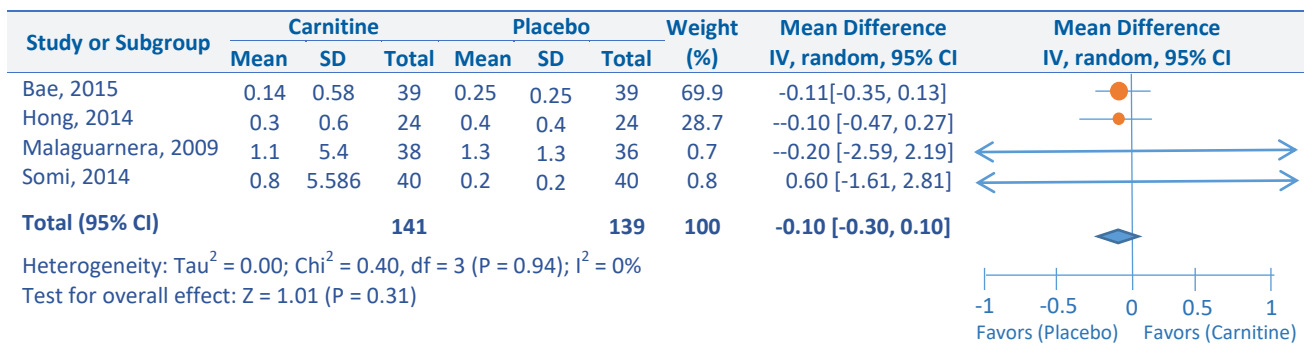 Study or Subgroup Carnitine Placebo Weight (%) Mean Difference IV, random, 95% CI Mean Difference IV, random, 95% CI
Mean SD Total Mean SD Total
Bae, 2015 0.14 0.58 39 0.25 0.25 39 69.9 -0.11[-0.35, 0.13]
Hong, 2014 0.3 0.6 24 0.4 0.4 24 28.7 --0.10 [-0.47, 0.27]
Malaguarnera, 2009 1.1 5.4 38 1.3 1.3 36 0.7 --0.20 [-2.59, 2.19]
Somi, 2014 0.8 5.586 40 0.2 0.2 40 0.8 0.60 [-1.61, 2.81]
Total (95% CI) 141 139 100 -0.10 [-0.30, 0.10]
Heterogeneity: Tau² = 0.00; Chi² = 0.40, df = 3 (P = 0.94); I² = 0%
Test for overall effect: Z = 1.01 (P = 0.31)
-1 -0.5 0 0.5 1
Favors (Placebo) Favors (Carnitine)